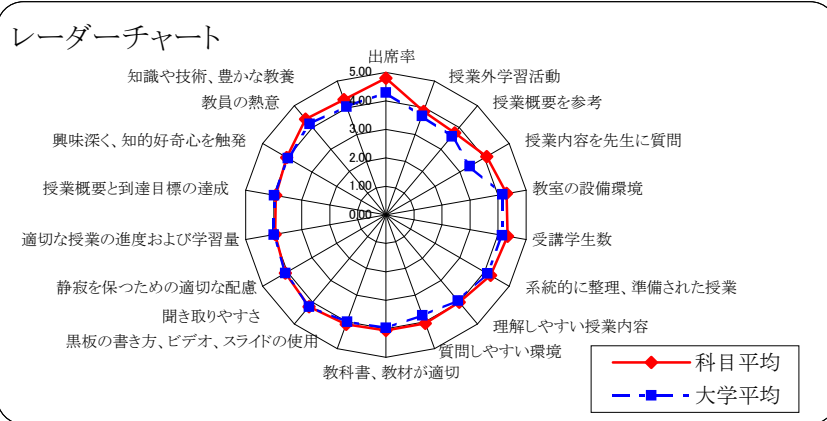 レーダーチャート
出席率
授業外学習活動
授業概要を参考
授業内容を先生に質問
教室の設備環境
受講学生数
系統的に整理、準備された授業
理解しやすい授業内容
質問しやすい環境
教科書、教材が適切
黒板の書き方、ビデオ、スライドの使用
聞き取りやすさ
静寂を保つための適切な配慮
適切な授業の進度および学習量
授業概要と到達目標の達成
興味深く、知的好奇心を触発
教員の熱意
知識や技術、豊かな教養
5.00
4.00
3.00
2.00
1.00
0.00
科目平均
大学平均